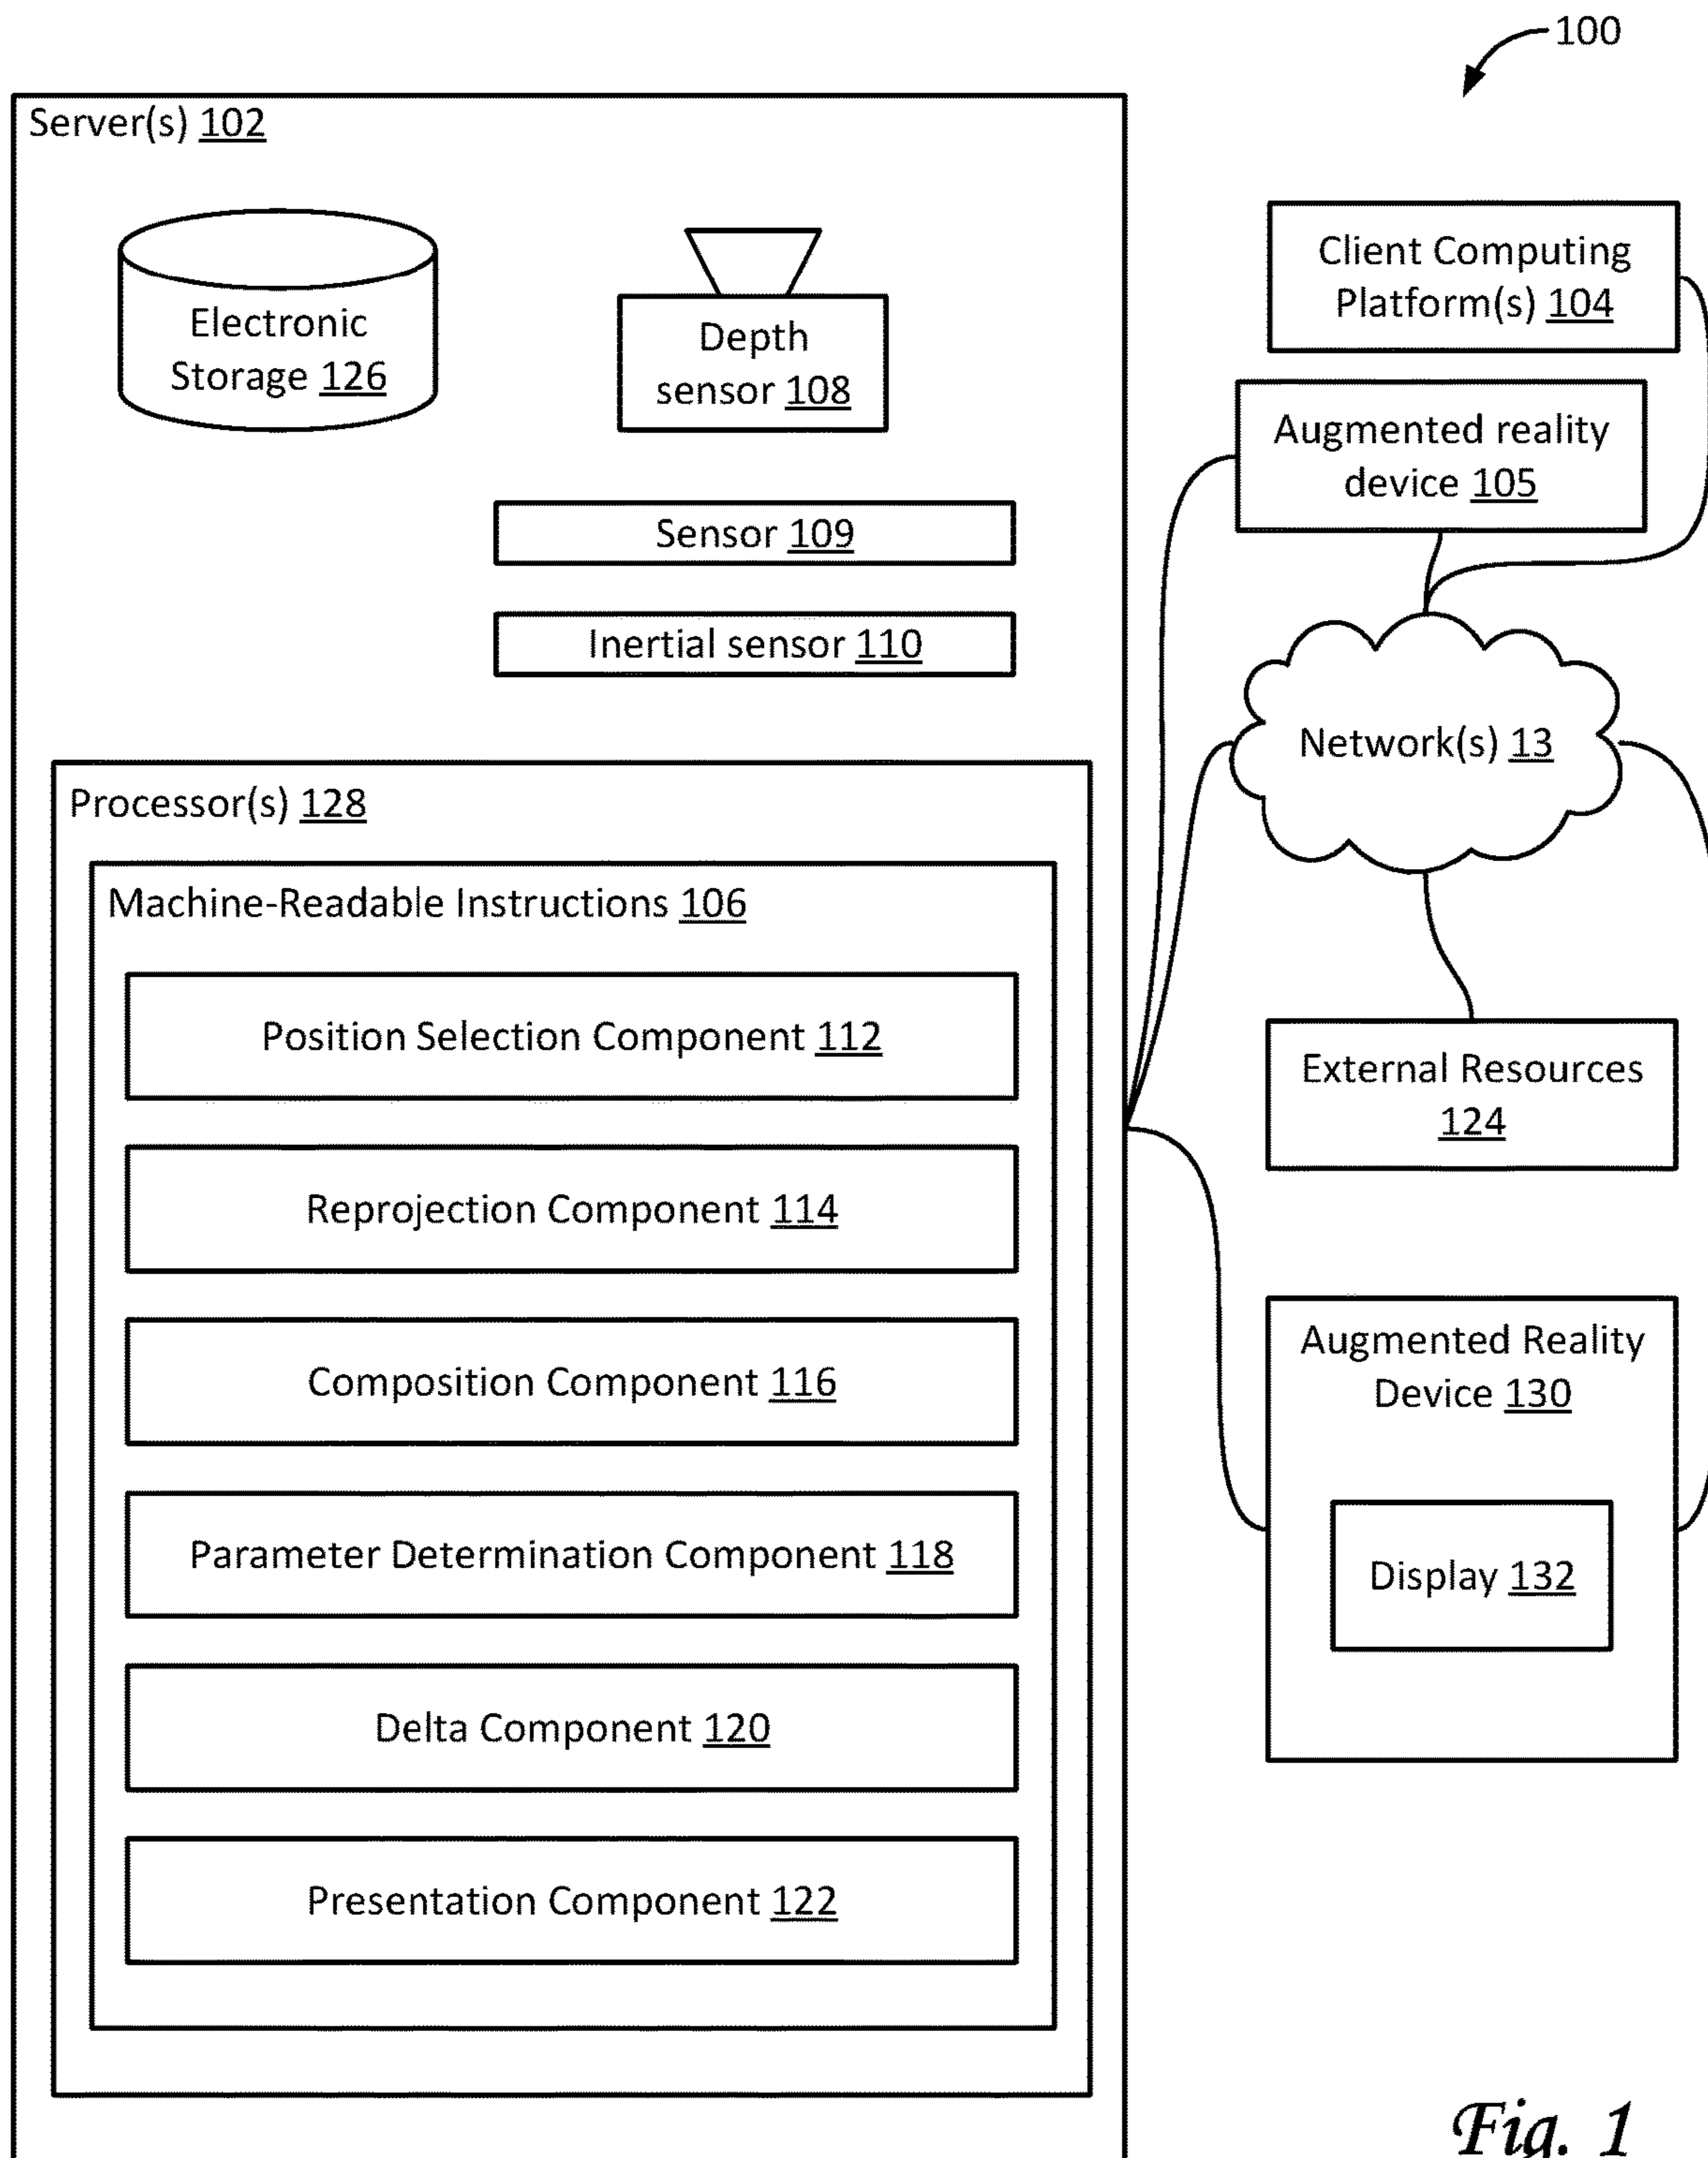 100
Server(s) 102
Electronic
Storage 126
Depth
sensor 108
Sensor 109
Inertial sensor 110
Processor(s) 128
Machine-Readable Instructions 106
Position Selection Component 112
Reprojection Component 114
Composition Component 116
Parameter Determination Component 118
Delta Component 120
Presentation Component 122
Client Computing
Platform(s) 104
Augmented reality
device 105
Network(s) 13
External Resources
124
Augmented Reality
Device 130
Display 132
Fig. 1